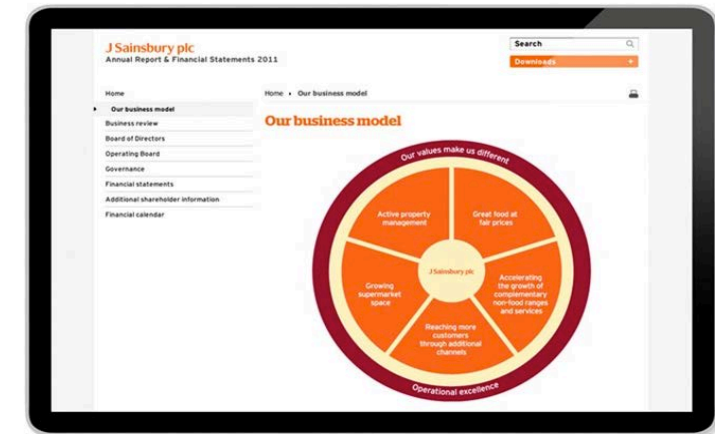 J Sainsbury plc
Annual Report & Financial Statements 2011
Search
Downloads +
Home
Our business model
Business review
Board of Directors
Operating Board
Governance
Financial statements
Additional shareholder information
Financial calendar
Home › Our business model
Our business model
Our values make us different
Active property
management
Great food at
fair prices
J Sainsbury plc
Growing
supermarket
space
Accelerating
the growth of
complementary
non-food ranges
and services
Reaching more
customers
through additional
channels
Operational excellence